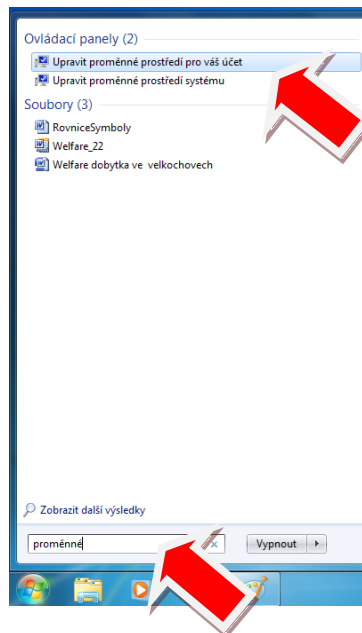 Ovládací panely (2)
Upravit proměnné prostředí pro váš účet
Upravit proměnné prostředí systému
Soubory (3)
RovniceSymboly
Welfare_22
Welfare dobytka ve velkochovech
Zobrazit další výsledky
proměnné
Vypnout